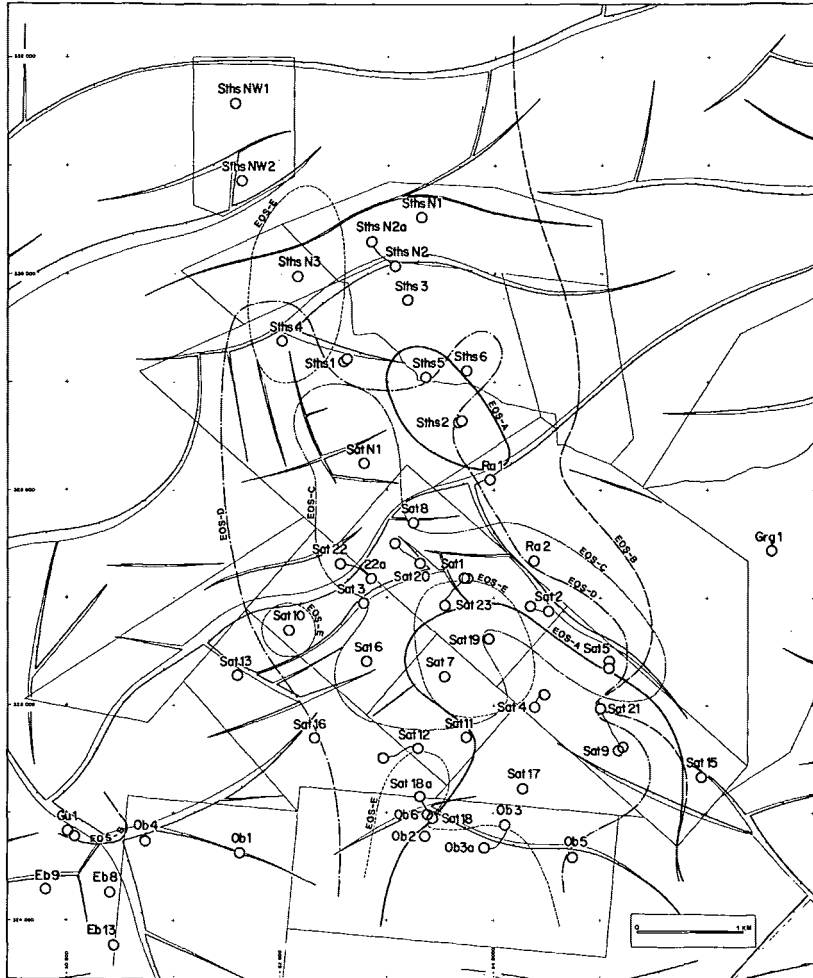 Sths NW1
Sths NW2
EOS-E
Sths N1
Sths N2a
Sths N2
Sths N3
Sths 3
Sths 4
Sths 1
Sths 5
Sths 6
Sths 2
EOS-A
Sat N1
Ra 1
EOS-C
EOS-D
EOS-B
Sat 8
Gra 1
Ra 2
EOS-C
Sat 22
22a
Sat 20
Sat 1
EOS-E
EOS-D
Sat 3
Sat 23
Sat 2
Sat 10
EOS-E
Sat 19
EOS-A
Sat 13
Sat 6
Sat 7
Sat 5
Sat 4
Sat 21
Sat 16
Sat 12
Sat 11
Sat 9
Sat 15
Sat 17
Sat 18a
EOS-E
Ob 6
Sat 18
Ob 3
Gu 1
EOS-B
Ob 4
Ob 1
Ob 2
Ob 3a
Ob 5
Eb 9
Eb 8
Eb 13
0 1 KM